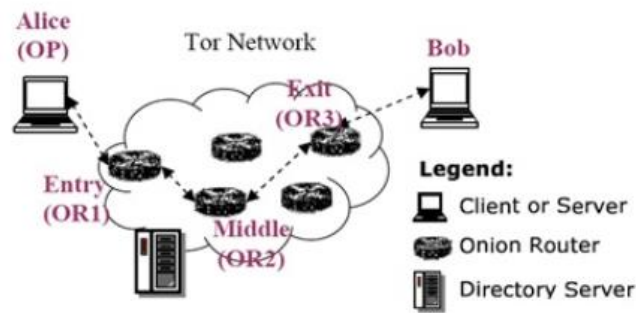 Alice
(OP)
Tor Network
Bob
Exit
(OR3)
Entry
(OR1)
Middle
(OR2)
Legend:
Client or Server
Onion Router
Directory Server